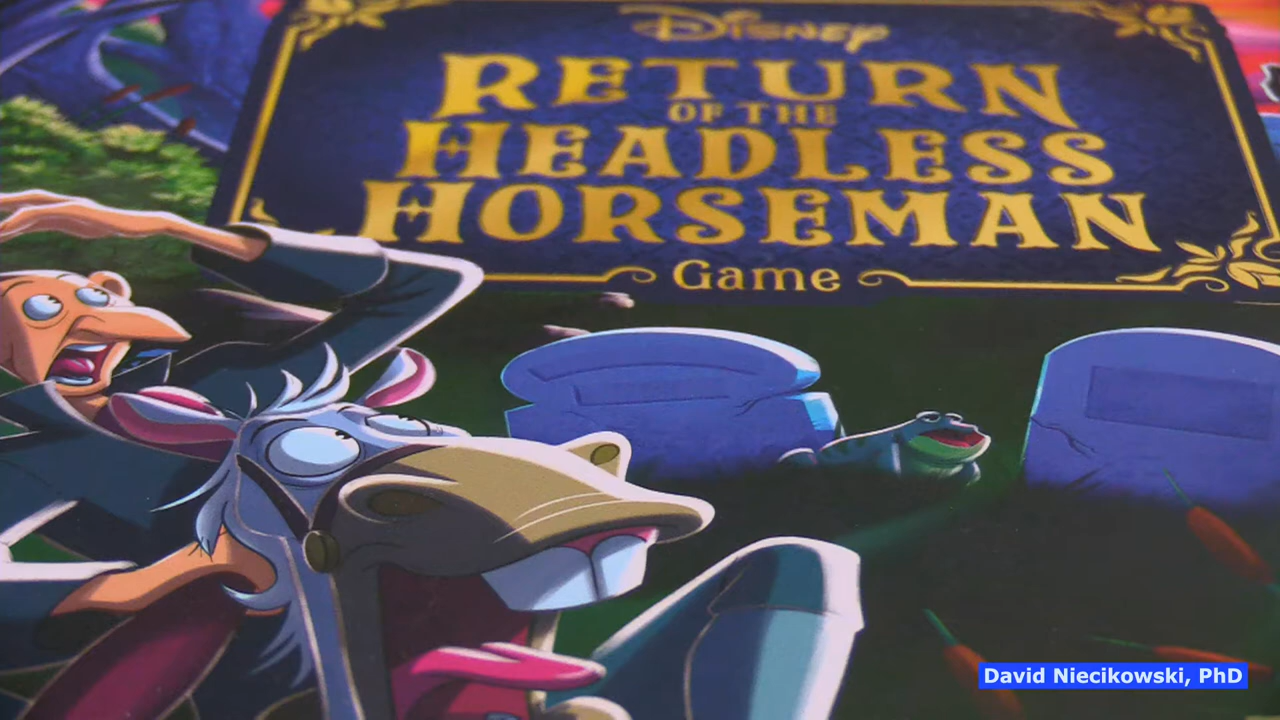 Disney
RETURN
OF THE
HEADLESS
HORSEMAN
Game
David Niecikowski, PhD